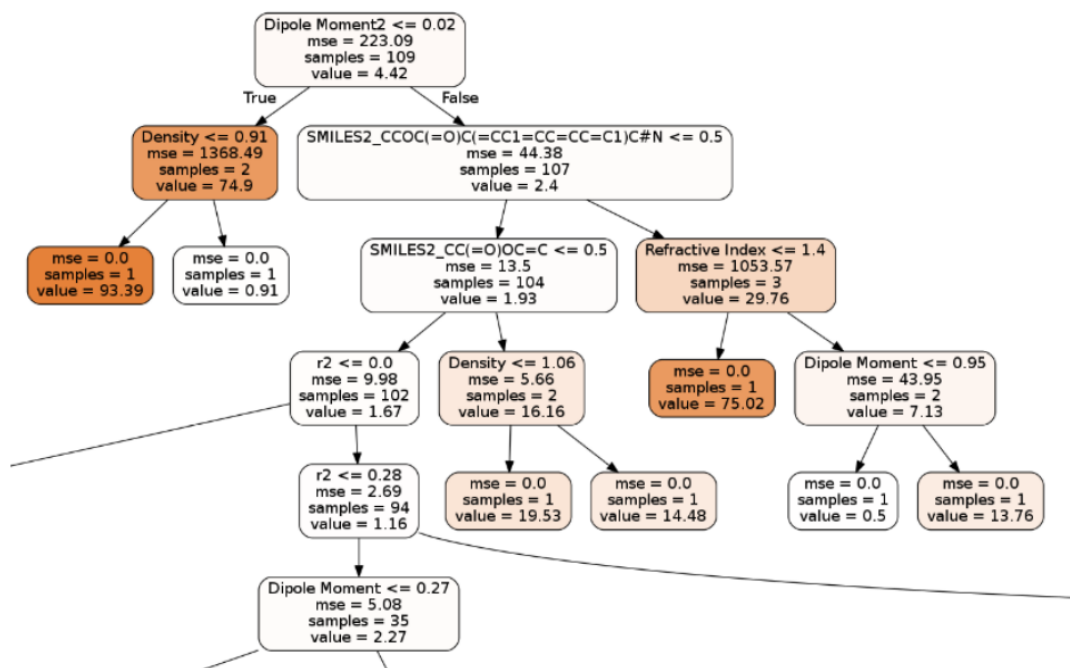 Dipole Moment2 <= 0.02
mse = 223.09
samples = 109
value = 4.42
True
False
Density <= 0.91
mse = 1368.49
samples = 2
value = 74.9
SMILES2_CCOC(=O)C(=CC1=CC=CC=C1)C#N <= 0.5
mse = 44.38
samples = 107
value = 2.4
mse = 0.0
samples = 1
value = 93.39
mse = 0.0
samples = 1
value = 0.91
SMILES2_CC(=O)OC=C <= 0.5
mse = 13.5
samples = 104
value = 1.93
Refractive Index <= 1.4
mse = 1053.57
samples = 3
value = 29.76
r2 <= 0.0
mse = 9.98
samples = 102
value = 1.67
Density <= 1.06
mse = 5.66
samples = 2
value = 16.16
mse = 0.0
samples = 1
value = 75.02
Dipole Moment <= 0.95
mse = 43.95
samples = 2
value = 7.13
r2 <= 0.28
mse = 2.69
samples = 94
value = 1.16
mse = 0.0
samples = 1
value = 19.53
mse = 0.0
samples = 1
value = 14.48
mse = 0.0
samples = 1
value = 0.5
mse = 0.0
samples = 1
value = 13.76
Dipole Moment <= 0.27
mse = 5.08
samples = 35
value = 2.27